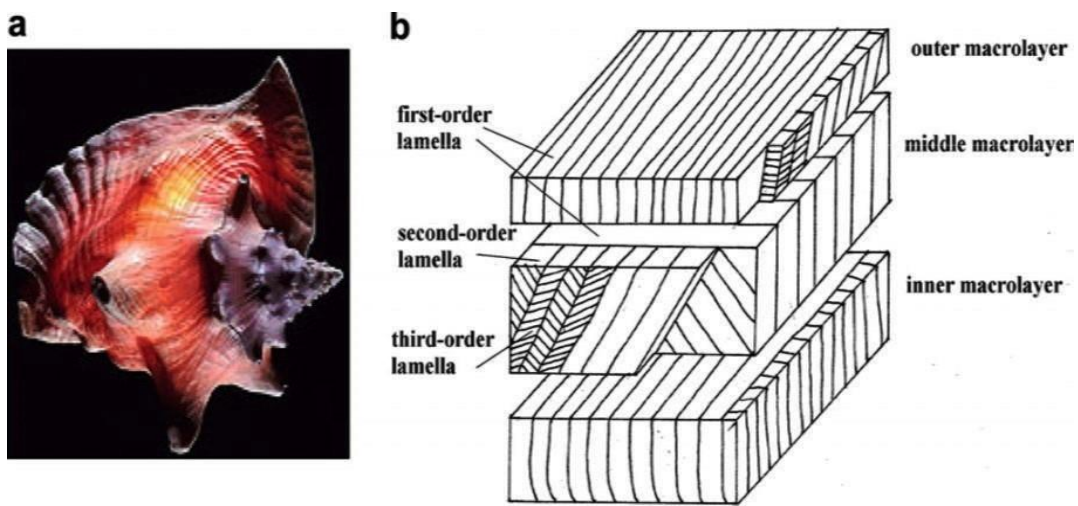 a
b
outer macrolayer
first-order
lamella
middle macrolayer
second-order
lamella
inner macrolayer
third-order
lamella